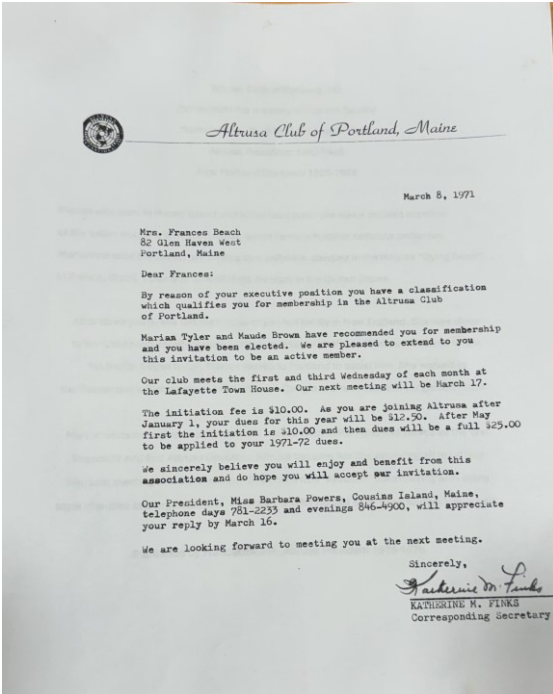 Altrusa Club of Portland, Maine
March 8, 1971
Mrs. Frances Beach
82 Glen Haven West
Portland, Maine
Dear Frances:
By reason of your executive position you have a classification
which qualifies you for membership in the Altrusa Club
of Portland.
Marian Tyler and Maude Brown have recommended you for membership
and you have been elected. We are pleased to extend to you
this invitation to be an active member.
Our club meets the first and third Wednesday of each month at
the Lafayette Town House. Our next meeting will be March 17.
The initiation fee is $10.00. As you are joining Altrusa after
January 1, your dues for this year will be $12.50. After May
first the initiation is $10.00 and then dues will be a full $25.00
to be applied to your 1971-72 dues.
We sincerely believe you will enjoy and benefit from this
association and do hope you will accept our invitation.
Our President, Miss Barbara Powers, Cousins Island, Maine,
telephone days 781-2233 and evenings 846-4900, will appreciate
your reply by March 16.
We are looking forward to meeting you at the next meeting.
Sincerely,
Katherine M. Finks
KATHERINE M. FINKS
Corresponding Secretary